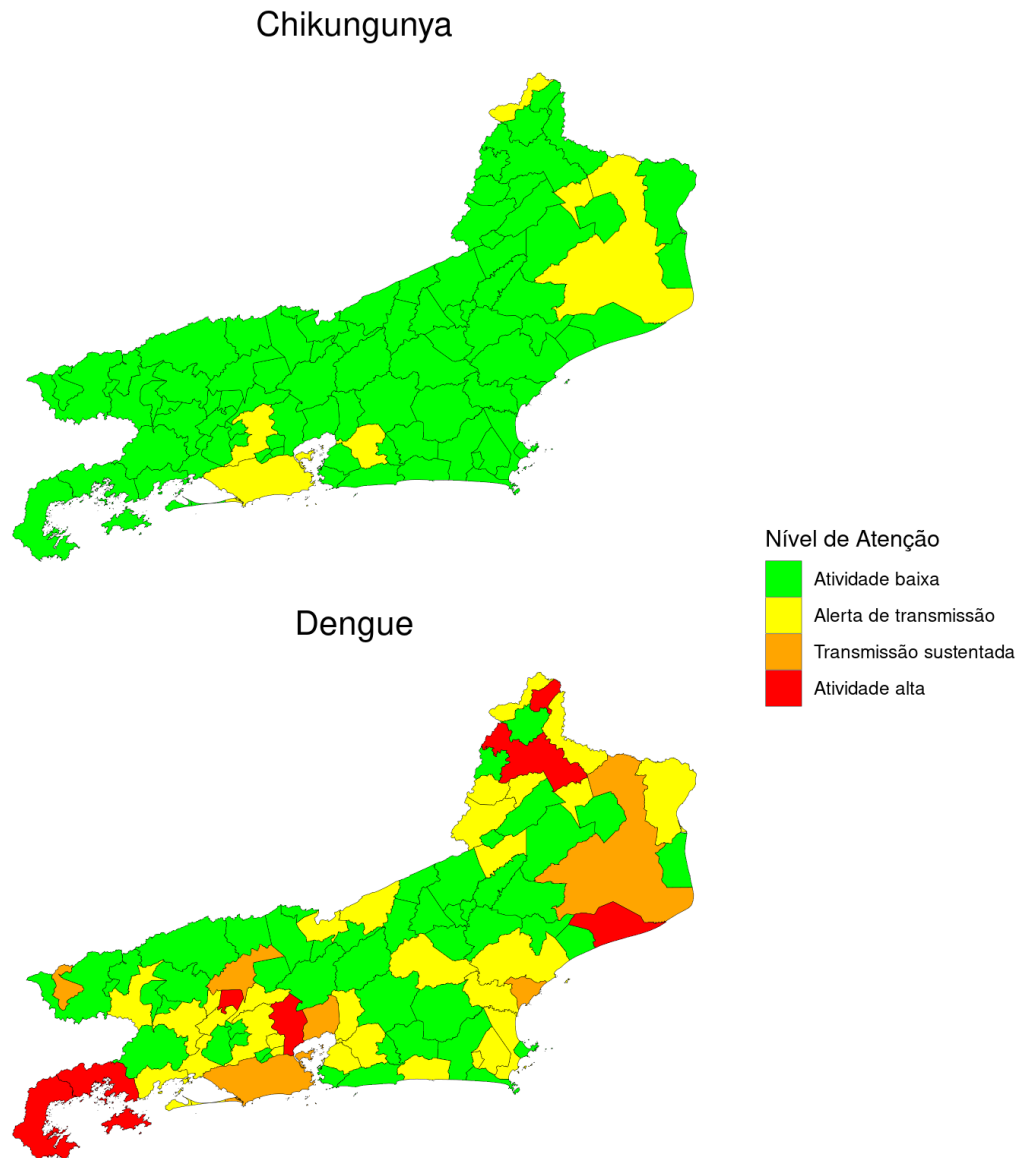 Chikungunya
Nível de Atenção
Atividade baixa
Alerta de transmissão
Transmissão sustentada
Atividade alta
Dengue